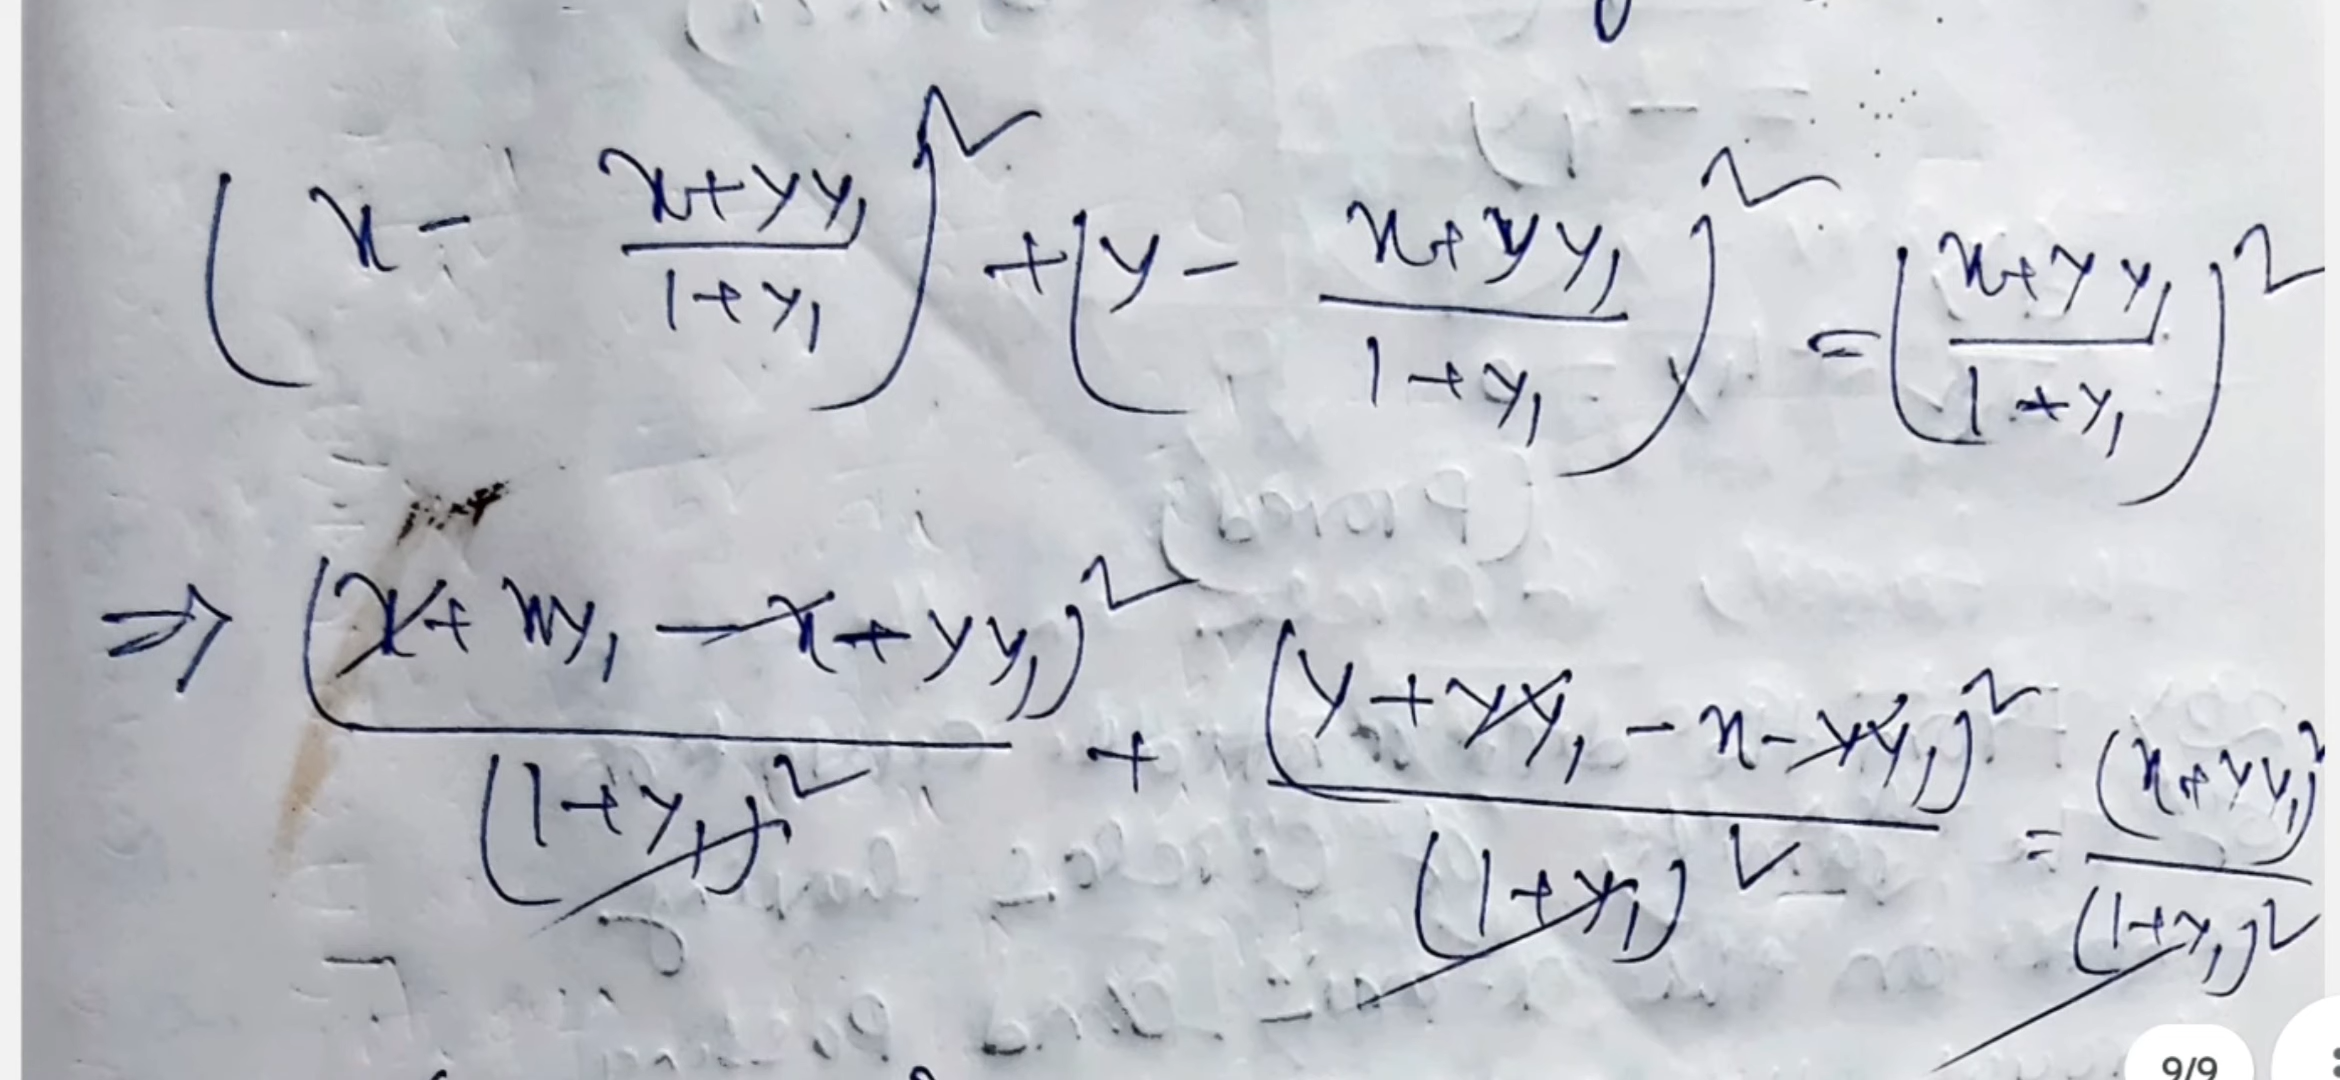 (x - (x+yy₁)/(1+y₁))² + (y - (x+yy₁)/(1+y₁))² = ((x+yy₁)/(1+y₁))²
⇒ (x + xy₁ - x + yy₁)²/(1+y₁)² + (y + yy₁ - x - yy₁)²/(1+y₁)² = (x+yy₁)²/(1+y₁)²
9/9